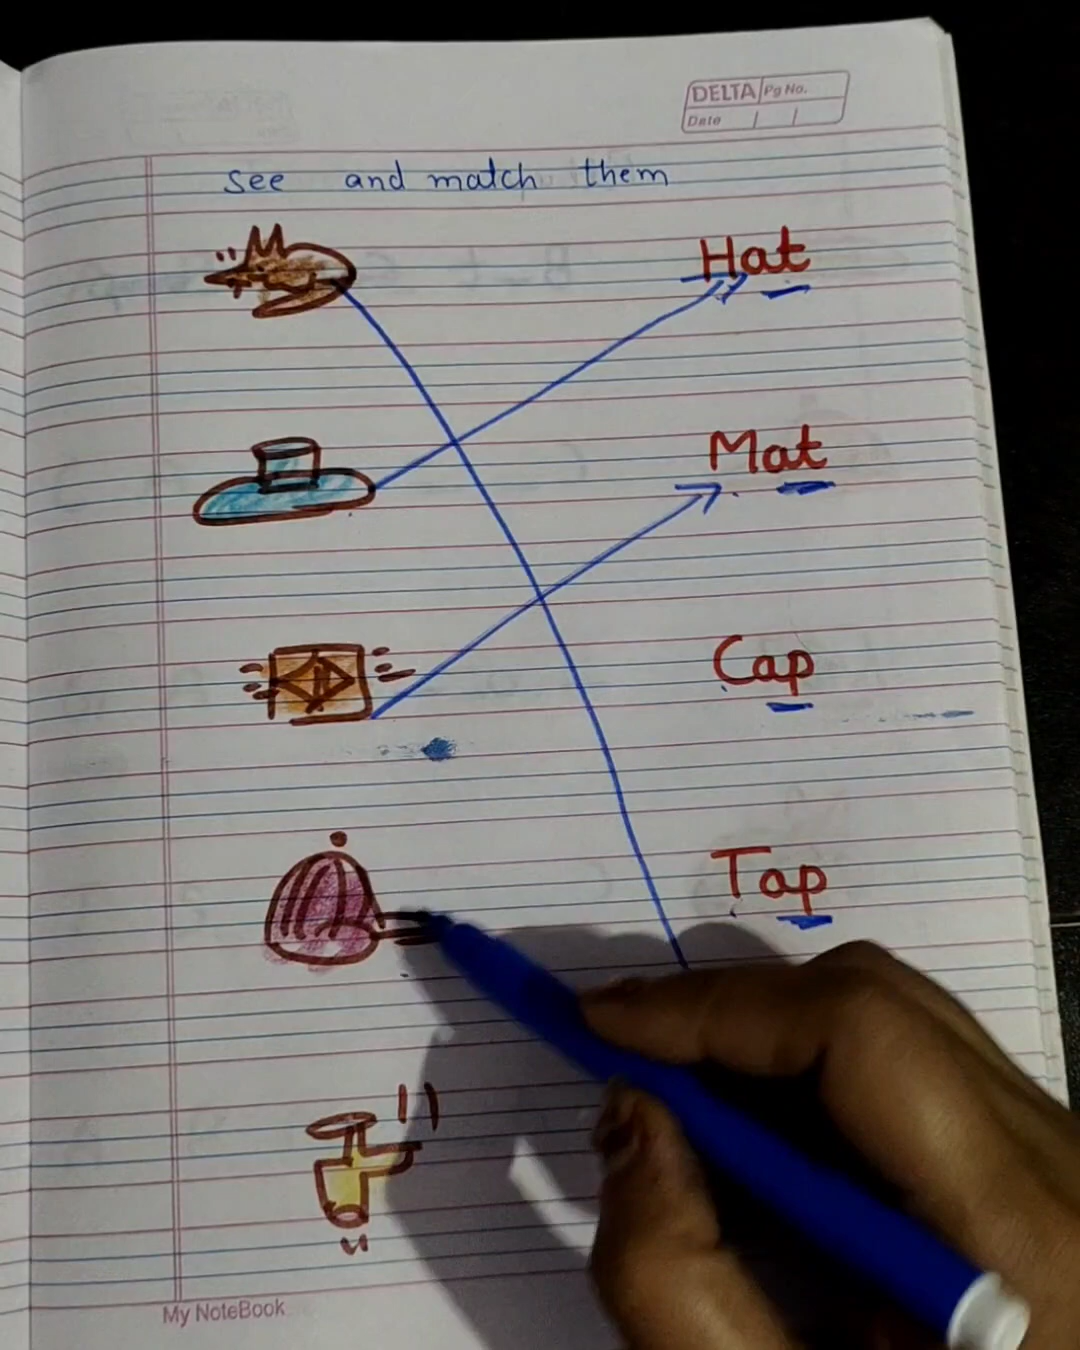 DELTA Pg No.
Date
see and match them
Hat
Mat
Cap
Tap
My NoteBook